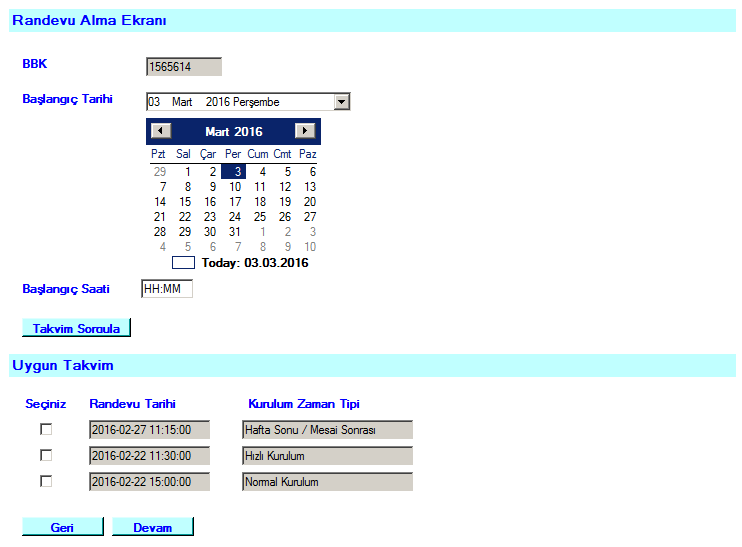 Randevu Alma Ekranı
BBK 1565614
Başlangıç Tarihi 03 Mart 2016 Perşembe
Mart 2016
Pzt Sal Çar Per Cum Cmt Paz
29 1 2 3 4 5 6
7 8 9 10 11 12 13
14 15 16 17 18 19 20
21 22 23 24 25 26 27
28 29 30 31 1 2 3
4 5 6 7 8 9 10
Today: 03.03.2016
Başlangıç Saati HH:MM
Takvim Sorgula
Uygun Takvim
Seçiniz Randevu Tarihi Kurulum Zaman Tipi
2016-02-27 11:15:00 Hafta Sonu / Mesai Sonrası
2016-02-22 11:30:00 Hızlı Kurulum
2016-02-22 15:00:00 Normal Kurulum
Geri Devam